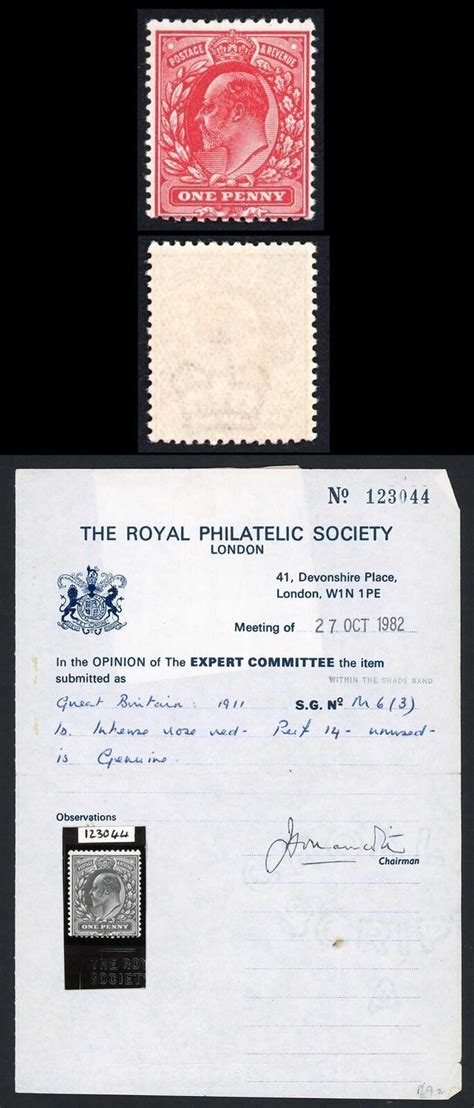 POSTAGE & REVENUE
ONE PENNY
Nº 123044
THE ROYAL PHILATELIC SOCIETY
LONDON
41, Devonshire Place,
London, W1N 1PE
Meeting of 27 OCT 1982
In the OPINION of The EXPERT COMMITTEE the item
submitted as WITHIN THE SHADE BAND
Great Britain: 1911 S.G. Nº M6(3)
1d. Intense rose red - Perf 14 - unused -
is Genuine.
Observations
123044
Chairman
ONE PENNY
THE ROY
SOCIETY